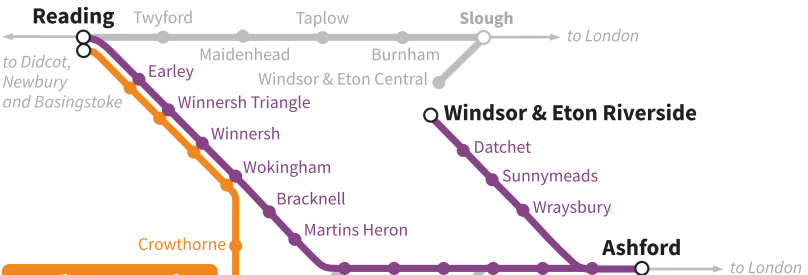 Reading
Twyford
Taplow
Slough
to London
Maidenhead
Burnham
to Didcot,
Newbury
and Basingstoke
Earley
Windsor & Eton Central
Winnersh Triangle
Windsor & Eton Riverside
Winnersh
Datchet
Wokingham
Sunnymeads
Bracknell
Wraysbury
Martins Heron
Crowthorne
Ashford
to London